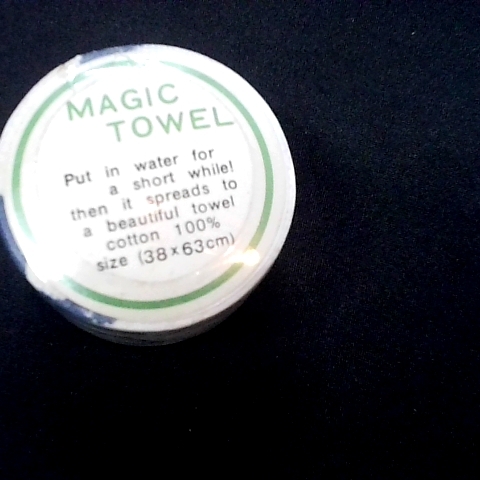 MAGIC
TOWEL
Put in water for
a short while!
then it spreads to
a beautiful towel
cotton 100%
size (38×63cm)